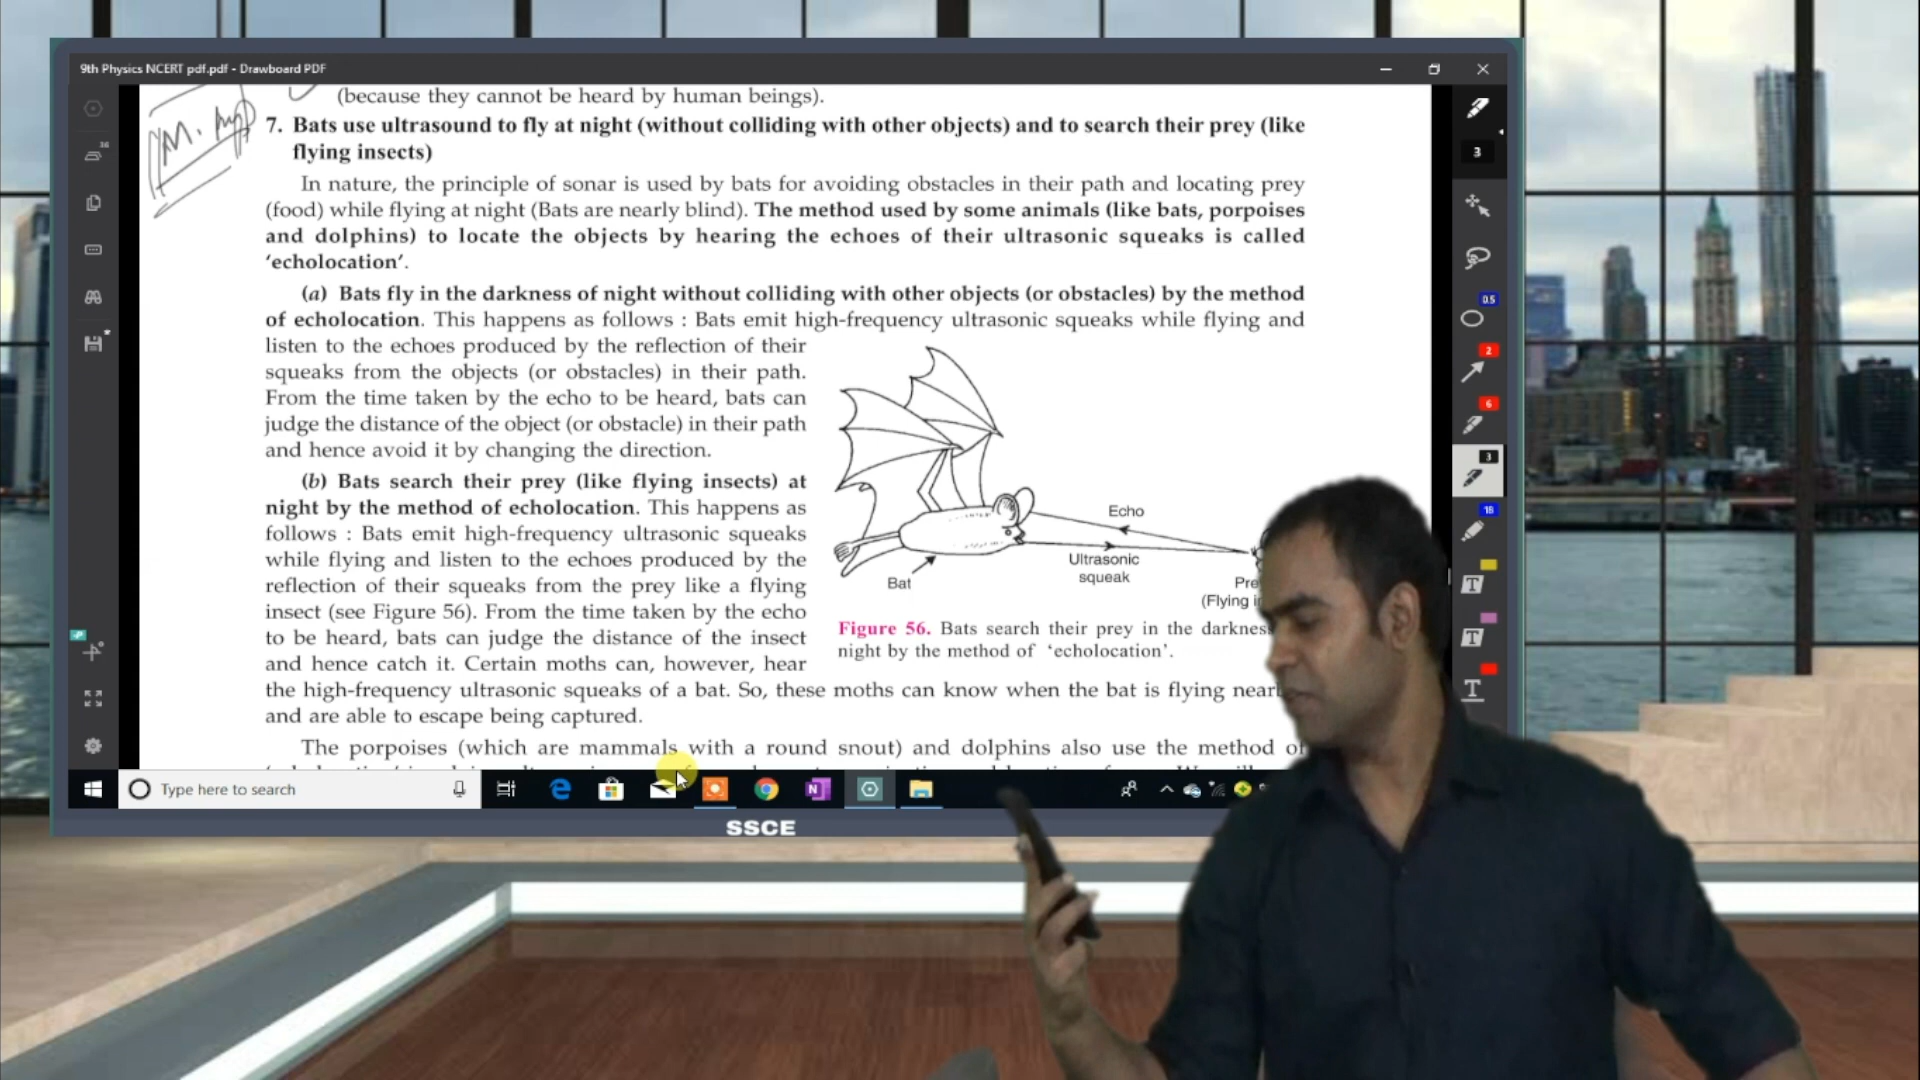 9th Physics NCERT pdf.pdf - Drawboard PDF
(because they cannot be heard by human beings).
7. Bats use ultrasound to fly at night (without colliding with other objects) and to search their prey (like
flying insects)
In nature, the principle of sonar is used by bats for avoiding obstacles in their path and locating prey
(food) while flying at night (Bats are nearly blind). The method used by some animals (like bats, porpoises
and dolphins) to locate the objects by hearing the echoes of their ultrasonic squeaks is called
‘echolocation’.
(a) Bats fly in the darkness of night without colliding with other objects (or obstacles) by the method
of echolocation. This happens as follows : Bats emit high-frequency ultrasonic squeaks while flying and
listen to the echoes produced by the reflection of their
squeaks from the objects (or obstacles) in their path.
From the time taken by the echo to be heard, bats can
judge the distance of the object (or obstacle) in their path
and hence avoid it by changing the direction.
(b) Bats search their prey (like flying insects) at
night by the method of echolocation. This happens as
follows : Bats emit high-frequency ultrasonic squeaks
while flying and listen to the echoes produced by the
reflection of their squeaks from the prey like a flying
insect (see Figure 56). From the time taken by the echo
to be heard, bats can judge the distance of the insect
and hence catch it. Certain moths can, however, hear
the high-frequency ultrasonic squeaks of a bat. So, these moths can know when the bat is flying near
and are able to escape being captured.
The porpoises (which are mammals with a round snout) and dolphins also use the method of
Echo
Ultrasonic
squeak
Bat
Pre
(Flying i
Figure 56. Bats search their prey in the darkness
night by the method of ‘echolocation’.
3
0.5
2
6
3
18
Type here to search
SSCE